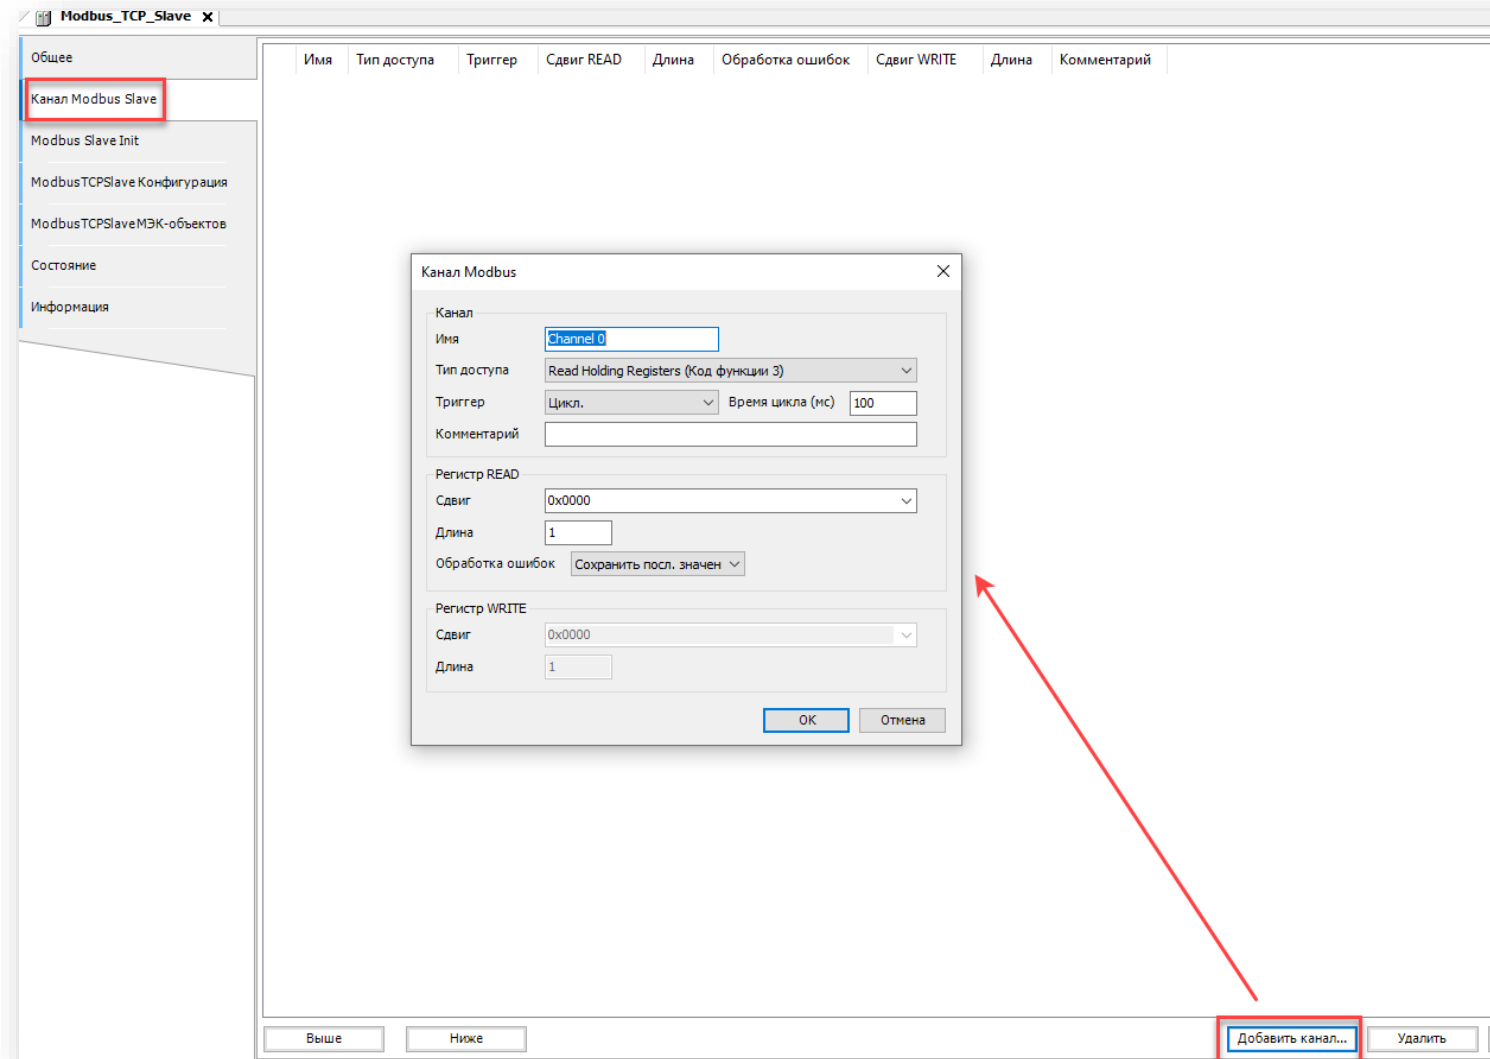 Modbus_TCP_Slave X
Общее
Канал Modbus Slave
Modbus Slave Init
ModbusTCPSlave Конфигурация
ModbusTCPSlaveМЭК-объектов
Состояние
Информация
Имя Тип доступа Триггер Сдвиг READ Длина Обработка ошибок Сдвиг WRITE Длина Комментарий
Канал Modbus
Канал
Имя Channel 0
Тип доступа Read Holding Registers (Код функции 3)
Триггер Цикл. Время цикла (мс) 100
Комментарий
Регистр READ
Сдвиг 0x0000
Длина 1
Обработка ошибок Сохранить посл. значен
Регистр WRITE
Сдвиг 0x0000
Длина 1
OK Отмена
Выше Ниже Добавить канал... Удалить